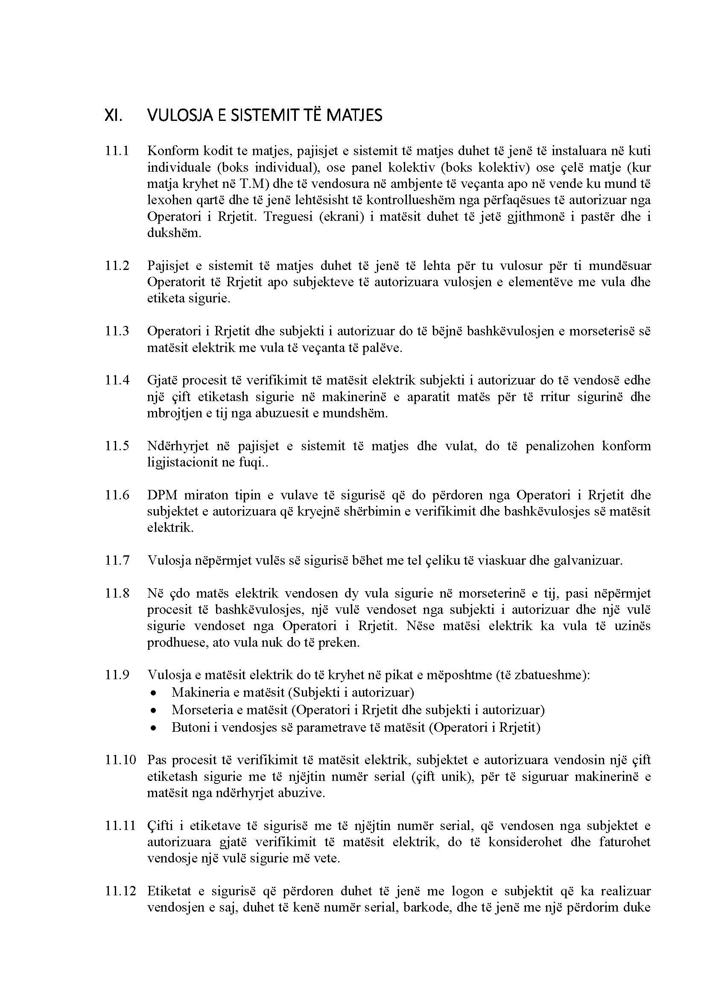 XI. VULOSJA E SISTEMIT TË MATJES
11.1 Konform kodit te matjes, pajisjet e sistemit të matjes duhet të jenë të instaluara në kuti
individuale (boks individual), ose panel kolektiv (boks kolektiv) ose çelë matje (kur
matja kryhet në T.M) dhe të vendosura në ambjente të veçanta apo në vende ku mund të
lexohen qartë dhe të jenë lehtësisht të kontrollueshëm nga përfaqësues të autorizuar nga
Operatori i Rrjetit. Treguesi (ekrani) i matësit duhet të jetë gjithmonë i pastër dhe i
dukshëm.
11.2 Pajisjet e sistemit të matjes duhet të jenë të lehta për tu vulosur për ti mundësuar
Operatorit të Rrjetit apo subjekteve të autorizuara vulosjen e elementëve me vula dhe
etiketa sigurie.
11.3 Operatori i Rrjetit dhe subjekti i autorizuar do të bëjnë bashkëvulosjen e morseterisë së
matësit elektrik me vula të veçanta të palëve.
11.4 Gjatë procesit të verifikimit të matësit elektrik subjekti i autorizuar do të vendosë edhe
një çift etiketash sigurie në makinerinë e aparatit matës për të rritur sigurinë dhe
mbrojtjen e tij nga abuzuesit e mundshëm.
11.5 Ndërhyrjet në pajisjet e sistemit të matjes dhe vulat, do të penalizohen konform
ligjistacionit ne fuqi..
11.6 DPM miraton tipin e vulave të sigurisë që do përdoren nga Operatori i Rrjetit dhe
subjektet e autorizuara që kryejnë shërbimin e verifikimit dhe bashkëvulosjes së matësit
elektrik.
11.7 Vulosja nëpërmjet vulës së sigurisë bëhet me tel çeliku të viaskuar dhe galvanizuar.
11.8 Në çdo matës elektrik vendosen dy vula sigurie në morseterinë e tij, pasi nëpërmjet
procesit të bashkëvulosjes, një vulë vendoset nga subjekti i autorizuar dhe një vulë
sigurie vendoset nga Operatori i Rrjetit. Nëse matësi elektrik ka vula të uzinës
prodhuese, ato vula nuk do të preken.
11.9 Vulosja e matësit elektrik do të kryhet në pikat e mëposhtme (të zbatueshme):
• Makineria e matësit (Subjekti i autorizuar)
• Morseteria e matësit (Operatori i Rrjetit dhe subjekti i autorizuar)
• Butoni i vendosjes së parametrave të matësit (Operatori i Rrjetit)
11.10 Pas procesit të verifikimit të matësit elektrik, subjektet e autorizuara vendosin një çift
etiketash sigurie me të njëjtin numër serial (çift unik), për të siguruar makinerinë e
matësit nga ndërhyrjet abuzive.
11.11 Çifti i etiketave të sigurisë me të njëjtin numër serial, që vendosen nga subjektet e
autorizuara gjatë verifikimit të matësit elektrik, do të konsiderohet dhe faturohet
vendosje një vulë sigurie më vete.
11.12 Etiketat e sigurisë që përdoren duhet të jenë me logon e subjektit që ka realizuar
vendosjen e saj, duhet të kenë numër serial, barkode, dhe të jenë me një përdorim duke